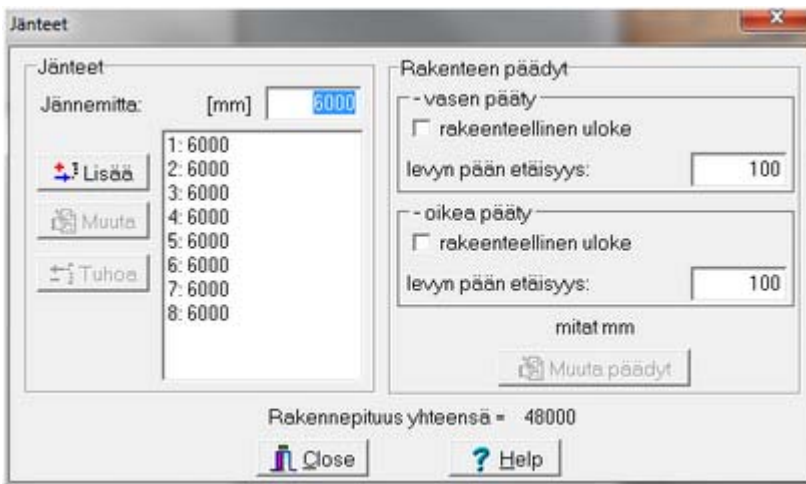 Jänteet
Jänteet
Jännemitta: [mm] 6000
1: 6000
2: 6000
3: 6000
4: 6000
5: 6000
6: 6000
7: 6000
8: 6000
Lisää
Muuta
Tuhoa
Rakenteen päädyt
- vasen pääty
rakeenteellinen uloke
levyn pään etäisyys: 100
- oikea pääty
rakeenteellinen uloke
levyn pään etäisyys: 100
mitat mm
Muuta päädyt
Rakennepituus yhteensä = 48000
Close
? Help